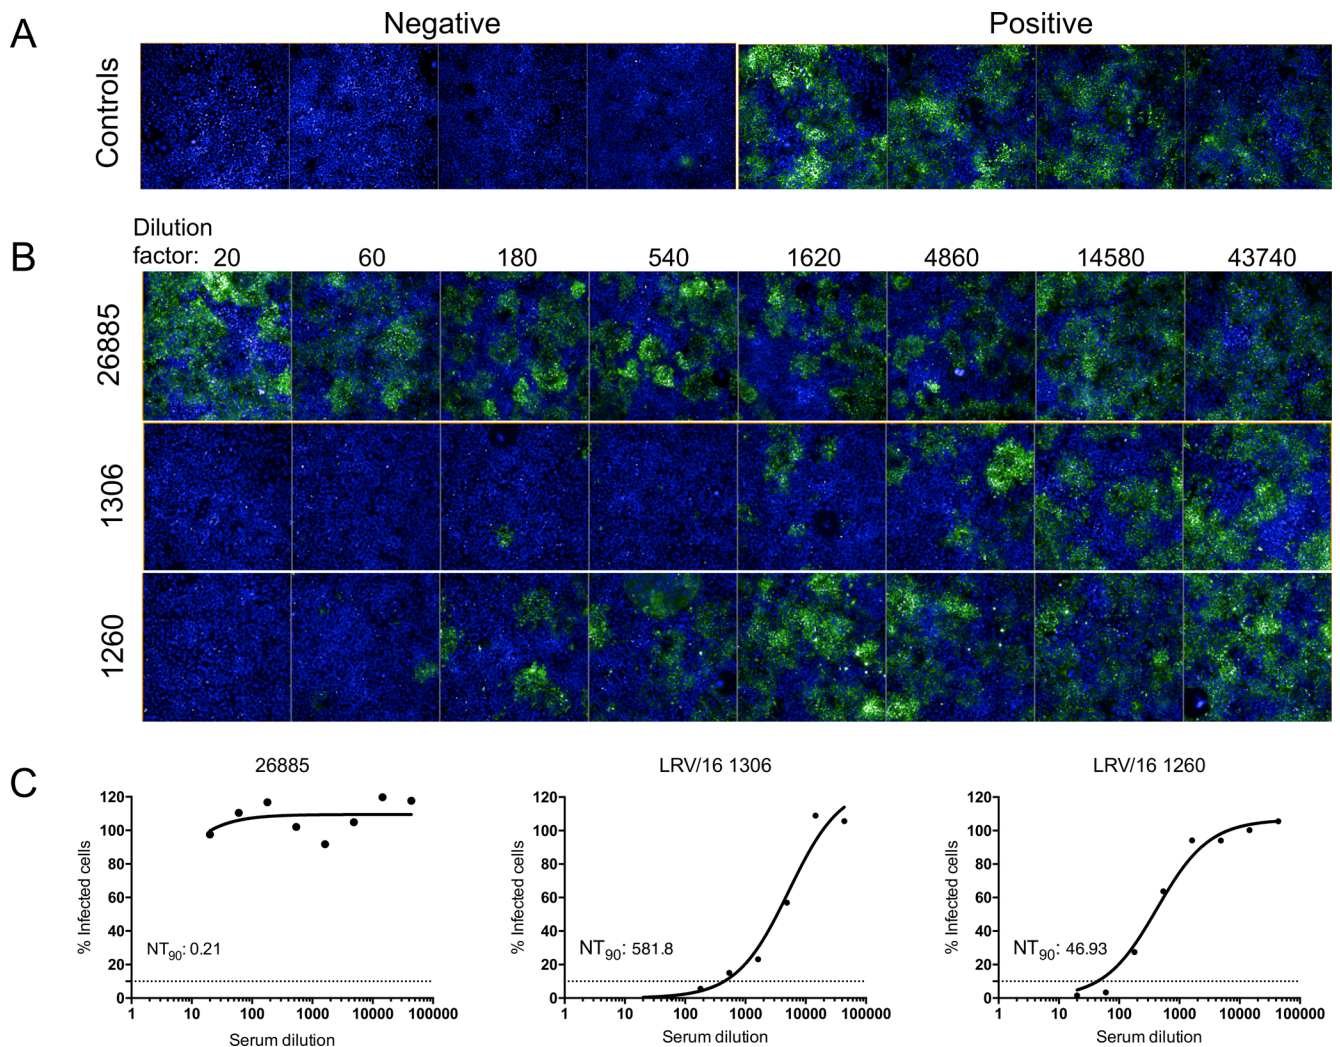 A
Negative
Positive
Controls
B
Dilution
factor: 20 60 180 540 1620 4860 14580 43740
26885
1306
1260
C
26885
% Infected cells
120
100
80
60
40
20
0
NT90: 0.21
1 10 100 1000 10000 100000
Serum dilution
LRV/16 1306
% Infected cells
120
100
80
60
40
20
0
NT90: 581.8
1 10 100 1000 10000 100000
Serum dilution
LRV/16 1260
% Infected cells
120
100
80
60
40
20
0
NT90: 46.93
1 10 100 1000 10000 100000
Serum dilution